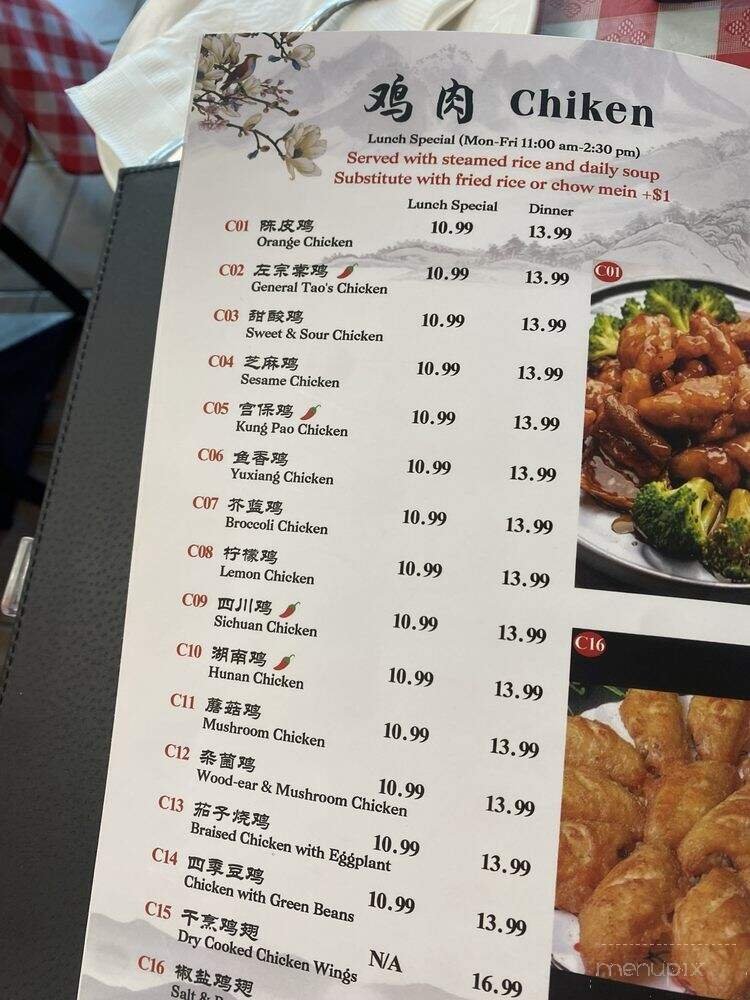 鸡肉 Chiken
Lunch Special (Mon-Fri 11:00 am-2:30 pm)
Served with steamed rice and daily soup
Substitute with fried rice or chow mein +$1
Lunch Special Dinner
C01 陈皮鸡 10.99 13.99
Orange Chicken
C02 左宗棠鸡 10.99 13.99
General Tao's Chicken
C03 甜酸鸡 10.99 13.99
Sweet & Sour Chicken
C04 芝麻鸡 10.99 13.99
Sesame Chicken
C05 宫保鸡 10.99 13.99
Kung Pao Chicken
C06 鱼香鸡 10.99 13.99
Yuxiang Chicken
C07 芥蓝鸡 10.99 13.99
Broccoli Chicken
C08 柠檬鸡 10.99 13.99
Lemon Chicken
C09 四川鸡 10.99 13.99
Sichuan Chicken
C10 湖南鸡 10.99 13.99
Hunan Chicken
C11 蘑菇鸡 10.99 13.99
Mushroom Chicken
C12 杂菌鸡 10.99 13.99
Wood-ear & Mushroom Chicken
C13 茄子烧鸡 10.99 13.99
Braised Chicken with Eggplant
C14 四季豆鸡 10.99 13.99
Chicken with Green Beans
C15 干烹鸡翅 N/A 16.99
Dry Cooked Chicken Wings
C16 椒盐鸡翅
Salt &
C01
C16
menupix